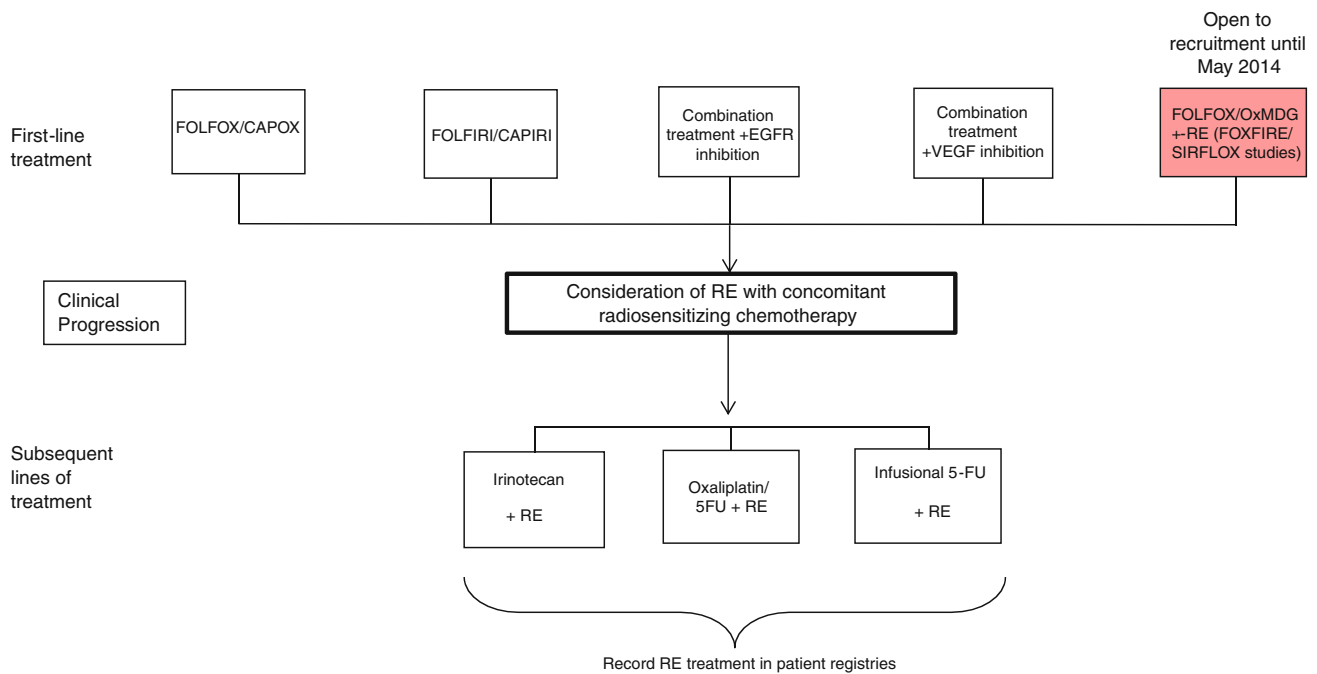 Open to
recruitment until
May 2014
First-line
treatment
FOLFOX/CAPOX
FOLFIRI/CAPIRI
Combination
treatment +EGFR
inhibition
Combination
treatment
+VEGF inhibition
FOLFOX/OxMDG
+-RE (FOXFIRE/
SIRFLOX studies)
Clinical
Progression
Consideration of RE with concomitant
radiosensitizing chemotherapy
Subsequent
lines of
treatment
Irinotecan
+ RE
Oxaliplatin/
5FU + RE
Infusional 5-FU
+ RE
Record RE treatment in patient registries